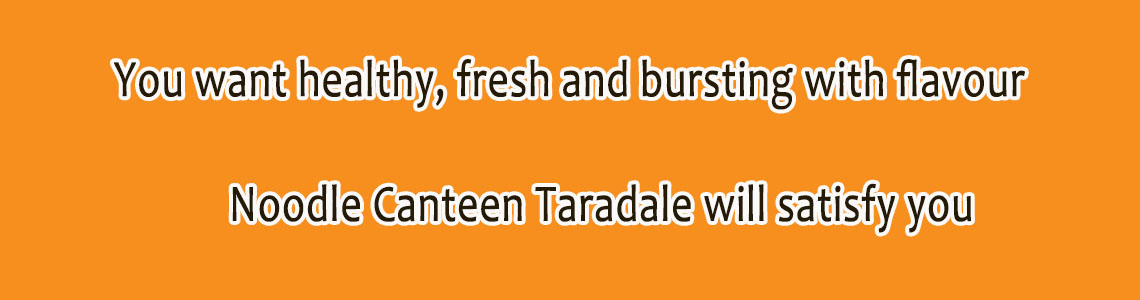 You want healthy, fresh and bursting with flavour
Noodle Canteen Taradale will satisfy you